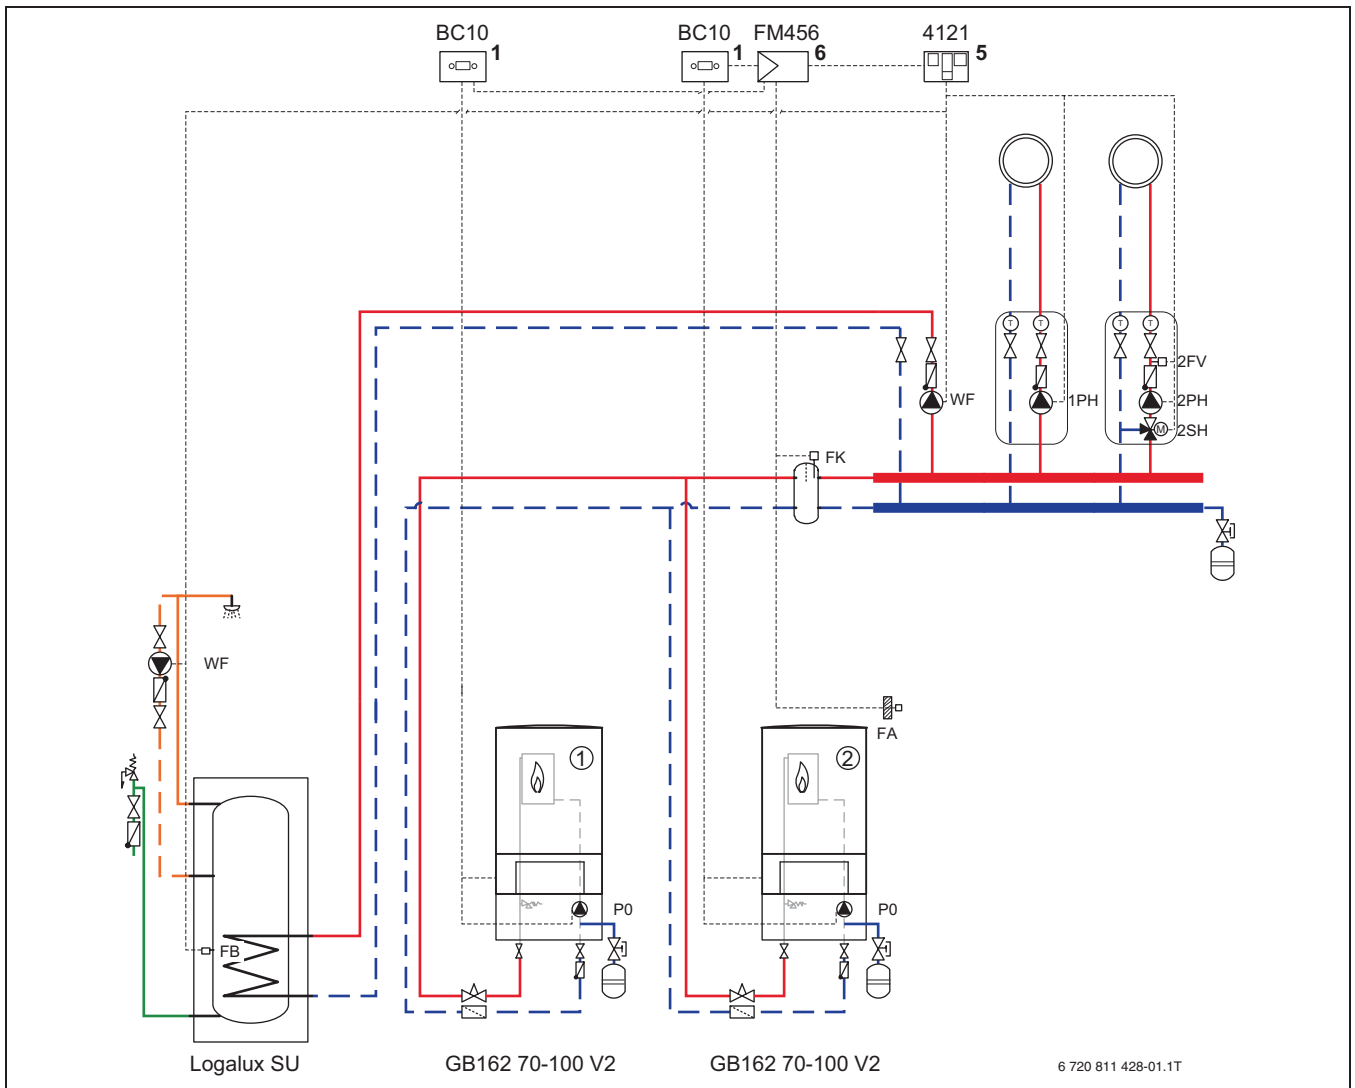 BC10
1
BC10
1
FM456
6
4121
5
T
T
T
T
2FV
WF
1PH
2PH
M
2SH
FK
WF
FA
1
2
P0
P0
FB
Logalux SU
GB162 70-100 V2
GB162 70-100 V2
6 720 811 428-01.1T